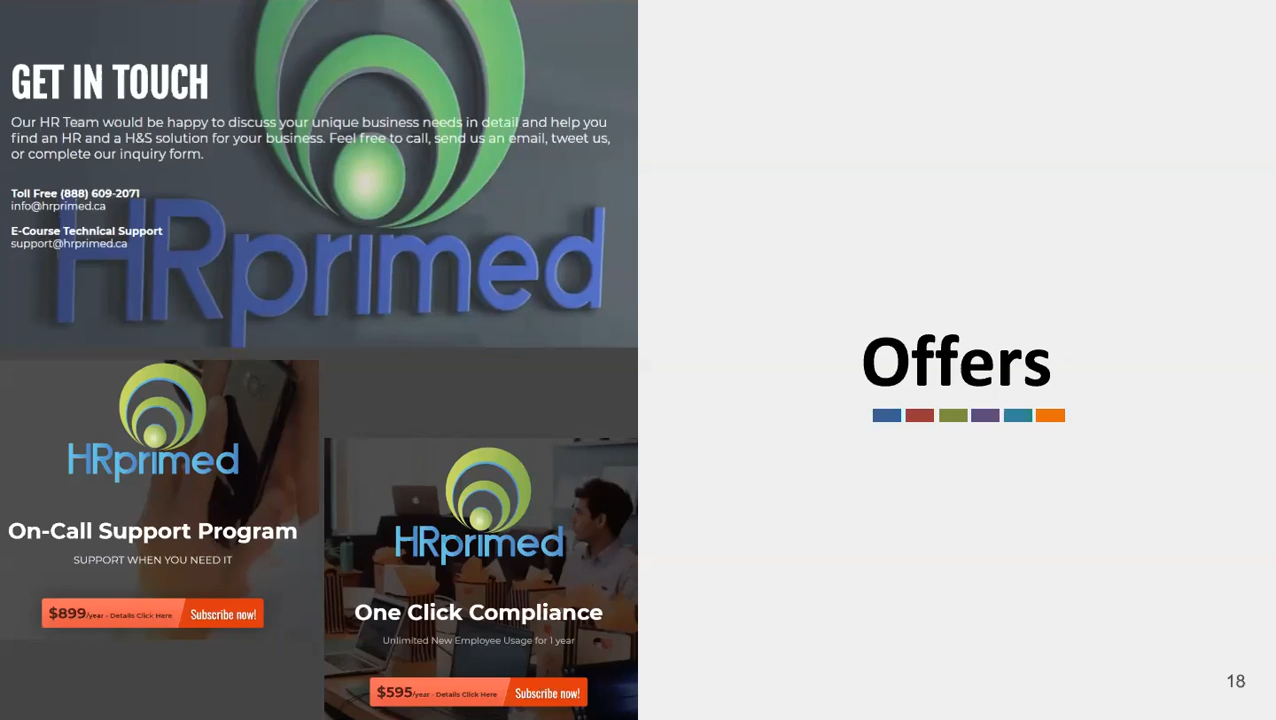 GET IN TOUCH
Our HR Team would be happy to discuss your unique business needs in detail and help you
find an HR and a H&S solution for your business. Feel free to call, send us an email, tweet us,
or complete our inquiry form.
Toll Free (888) 609-2071
info@hrprimed.ca
E-Course Technical Support
support@hrprimed.ca
HRprimed
HRprimed
On-Call Support Program
SUPPORT WHEN YOU NEED IT
$899/year - Details Click Here Subscribe now!
HRprimed
One Click Compliance
Unlimited New Employee Usage for 1 year
$595/year - Details Click Here Subscribe now!
Offers
18